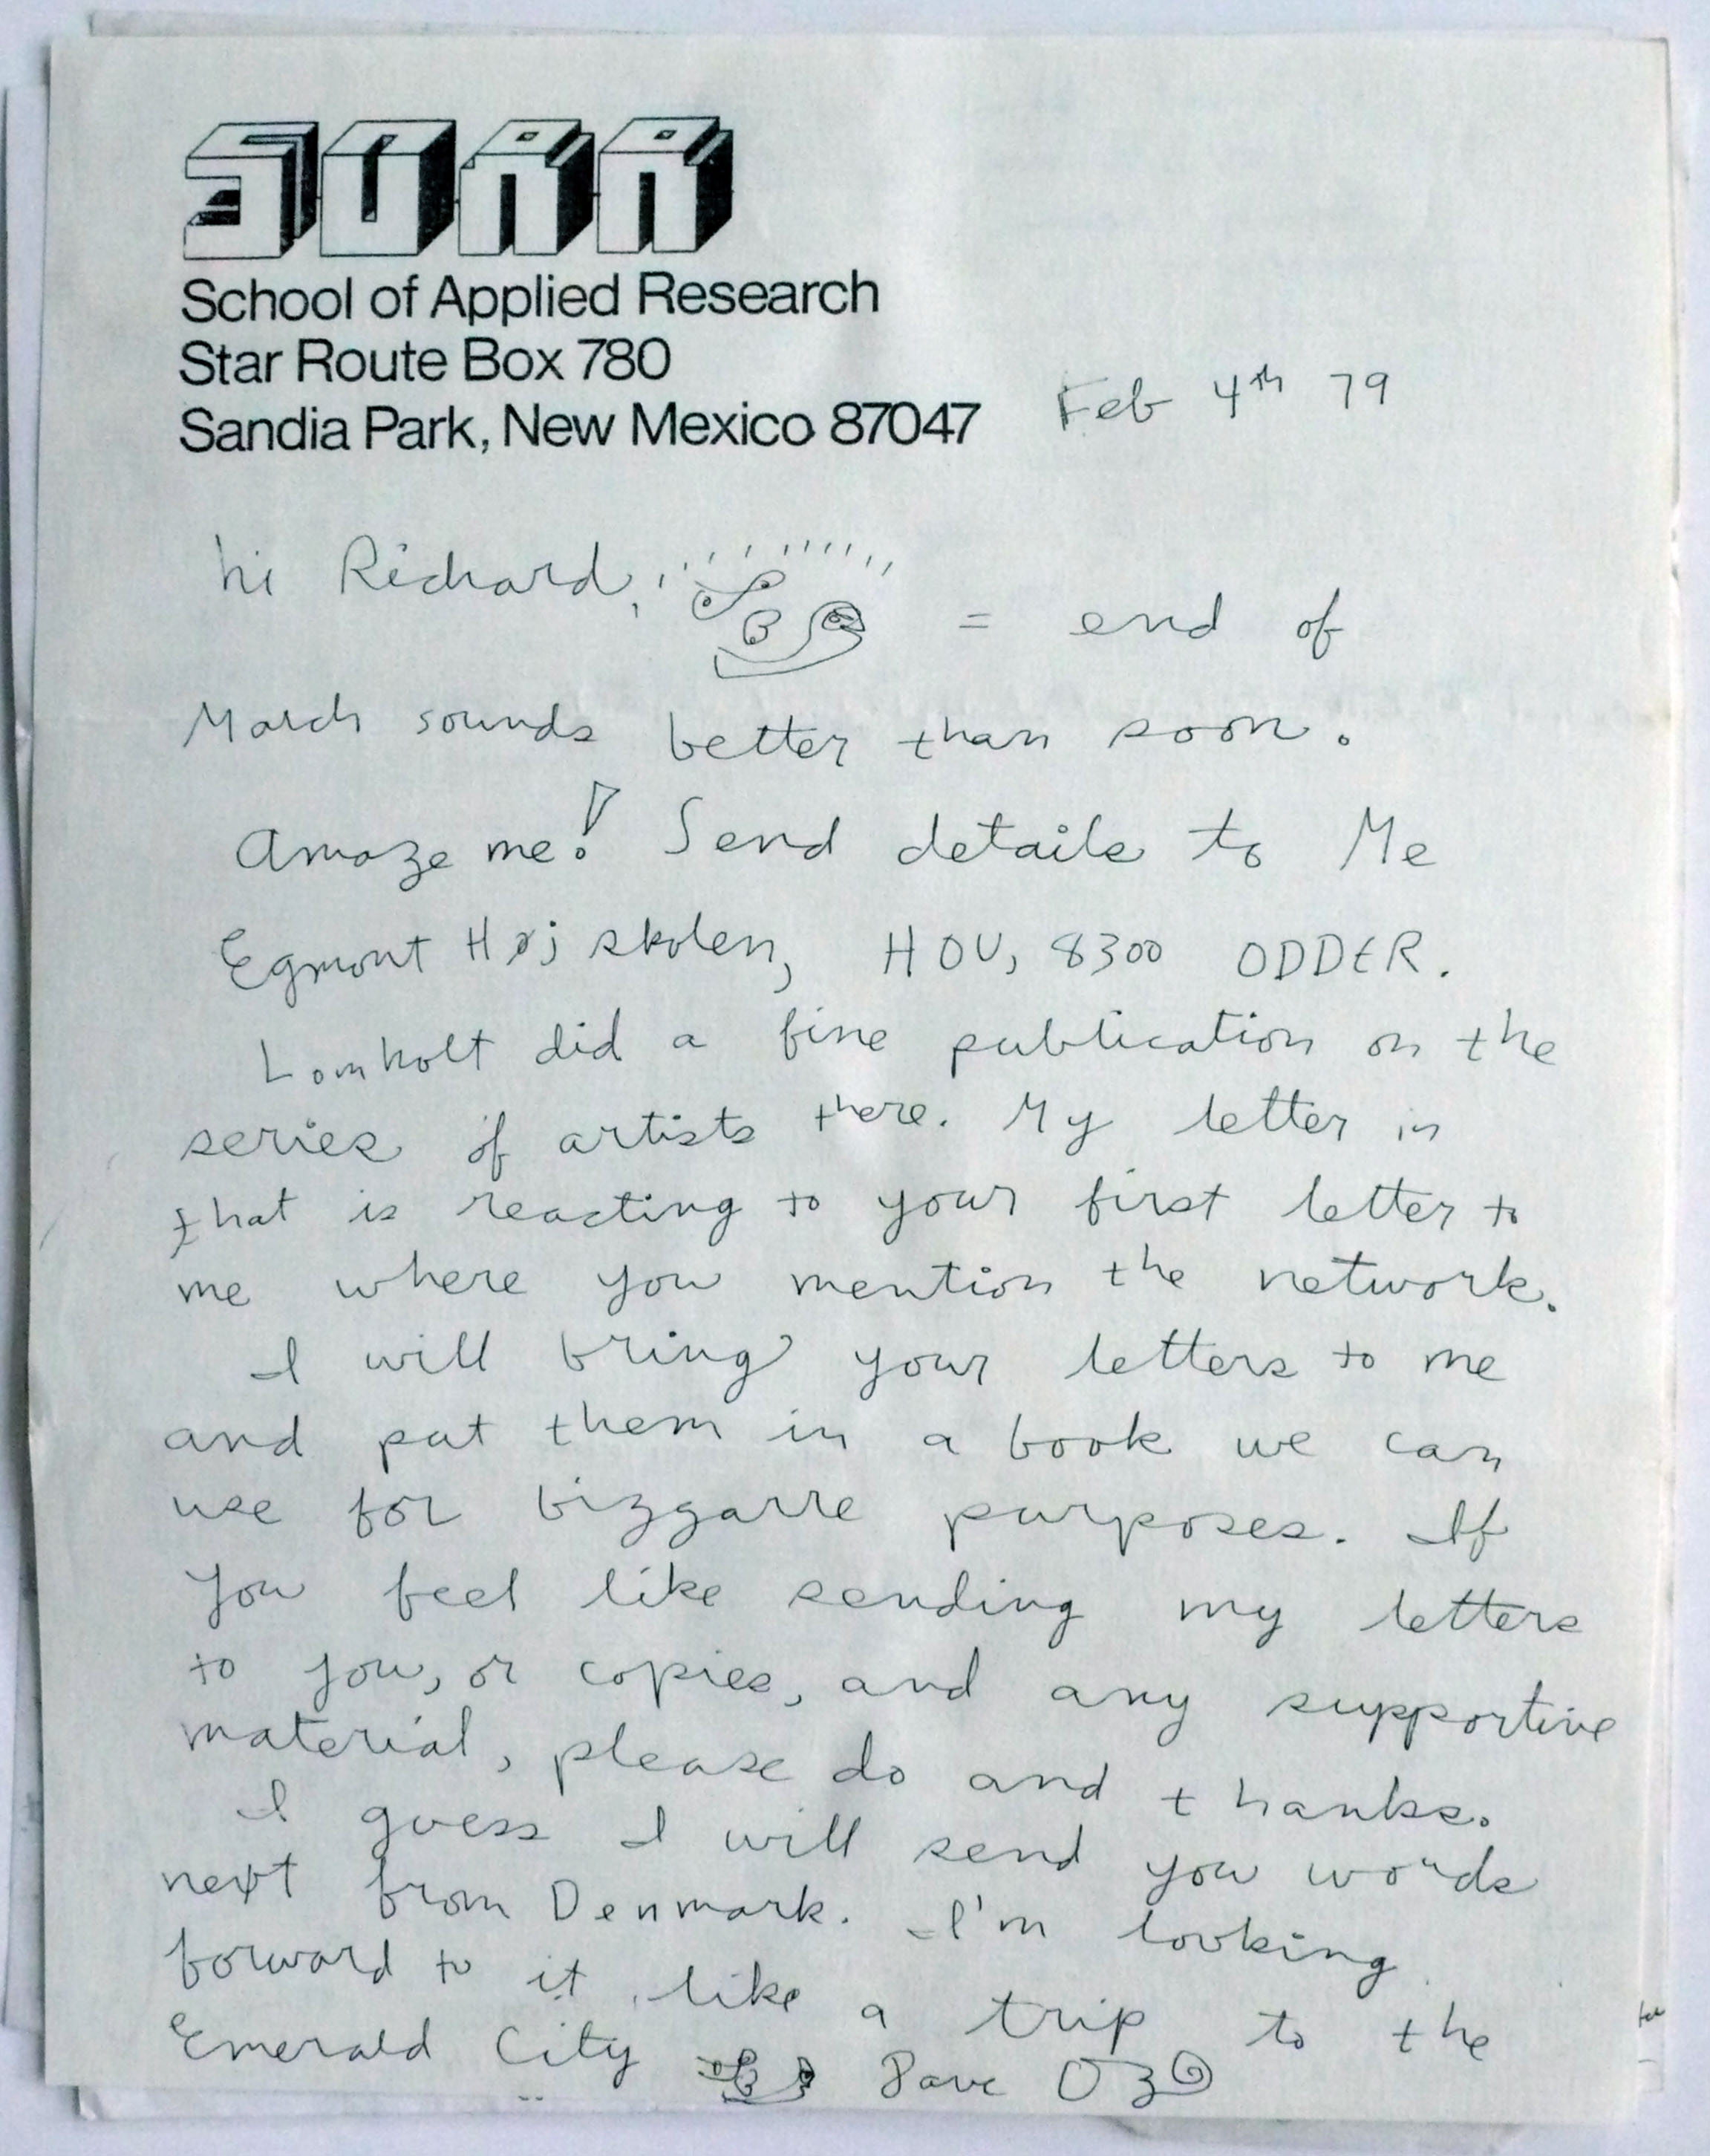 SOAR
School of Applied Research
Star Route Box 780
Sandia Park, New Mexico 87047
Feb 4th 79
hi Richard, = end of
March sounds better than soon.
Amaze me! Send details to Me
Egmont Højskolen, HOU, 8300 ODDER.
Lomholt did a fine publication on the
series of artists there. My letter in
that is reacting to your first letter to
me where you mention the network.
I will bring your letters to me
and put them in a book we can
use for bizgarre purposes. If
you feel like sending my letters
to you, or copies, and any supportive
material, please do and thanks.
I guess I will send you words
next from Denmark. I'm looking
forward to it, like a trip to the
Emerald City Dave OZ